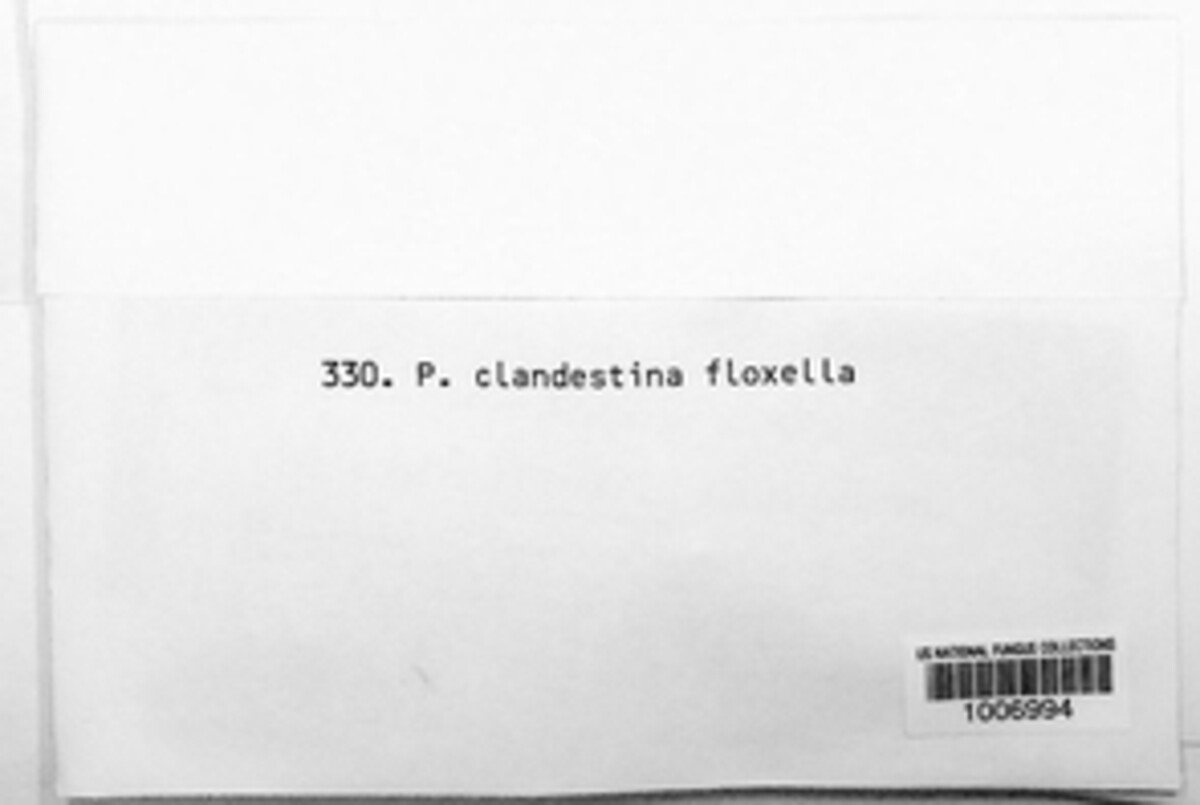 330. P. clandestina floxella
US NATIONAL FUNGUS COLLECTIONS
1006994